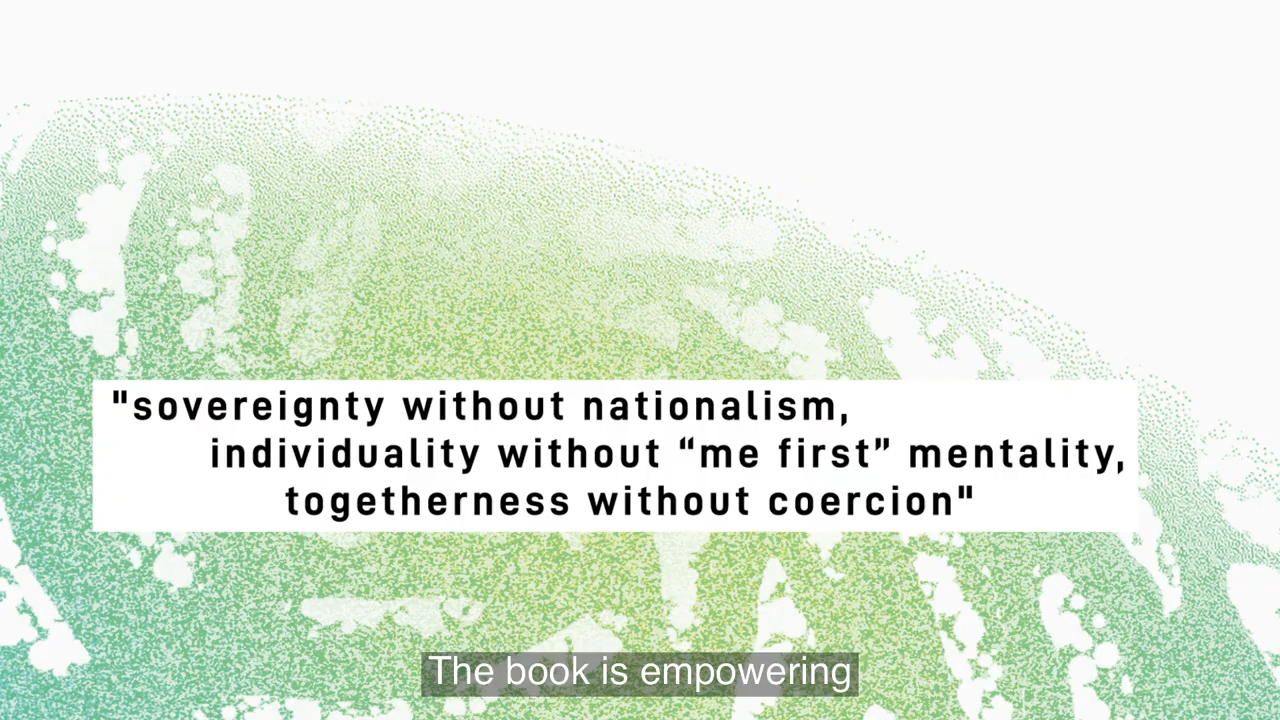 "sovereignty without nationalism,
individuality without “me first” mentality,
togetherness without coercion"
The book is empowering